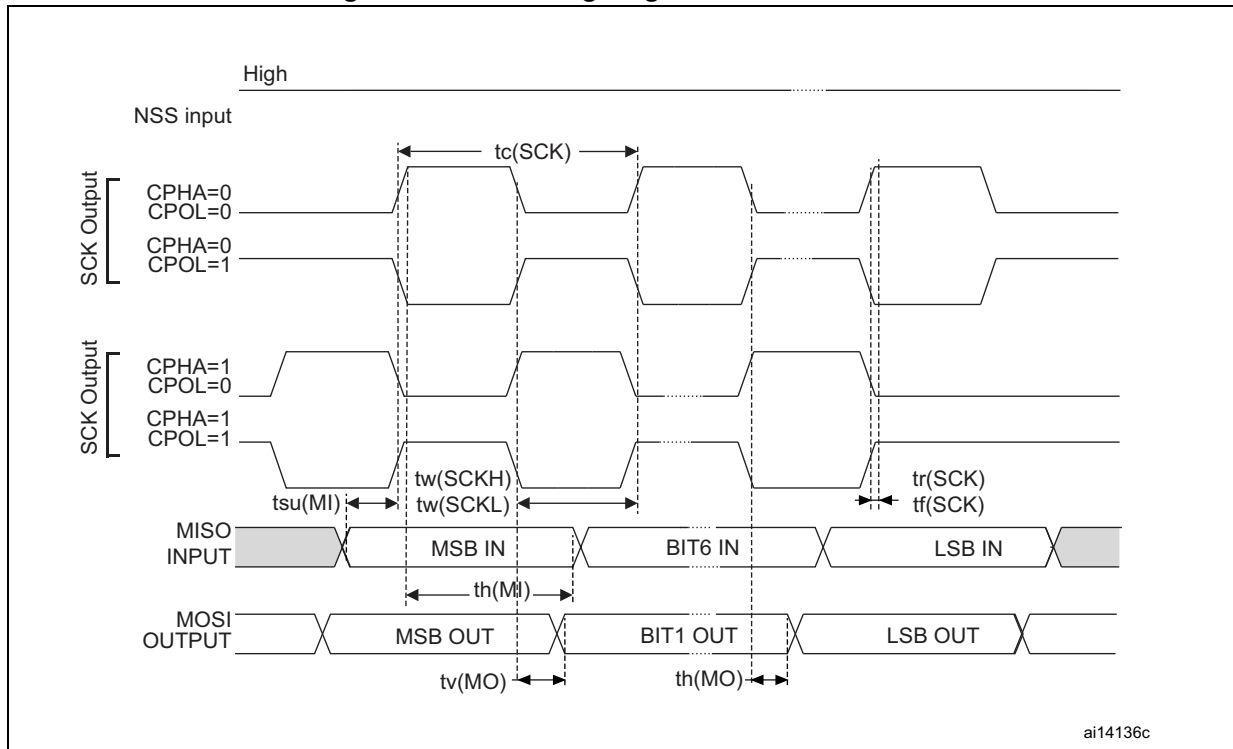 High
NSS input
tc(SCK)
SCK Output
CPHA=0
CPOL=0
CPHA=0
CPOL=1
SCK Output
CPHA=1
CPOL=0
CPHA=1
CPOL=1
tw(SCKH)
tw(SCKL)
tr(SCK)
tf(SCK)
tsu(MI)
MISO
INPUT
MSB IN
BIT6 IN
LSB IN
th(MI)
MOSI
OUTPUT
MSB OUT
BIT1 OUT
LSB OUT
tv(MO)
th(MO)
ai14136c